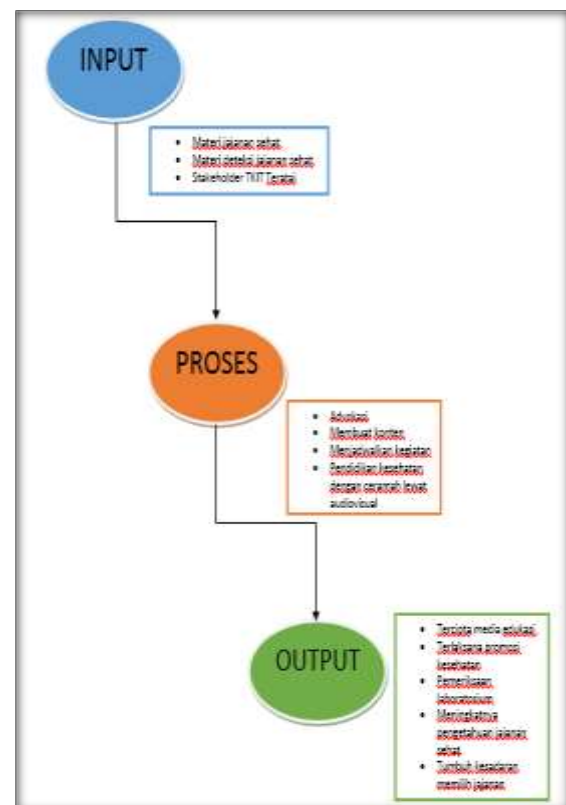 INPUT
• Materi jajanan sehat
• Materi deteksi jajanan sehat
• Stakeholder TKIT Teratai
PROSES
• Advokasi
• Membuat konten
• Menjadwalkan kegiatan
• Pendidikan kesehatan
dengan ceramah lewat
audiovisual
OUTPUT
• Tercipta media edukasi
• Terlaksana promosi
kesehatan
• Pemeriksaan
laboratorium
• Meningkatnya
pengetahuan jajanan
sehat
• Tumbuh kesadaran
memilih jajanan